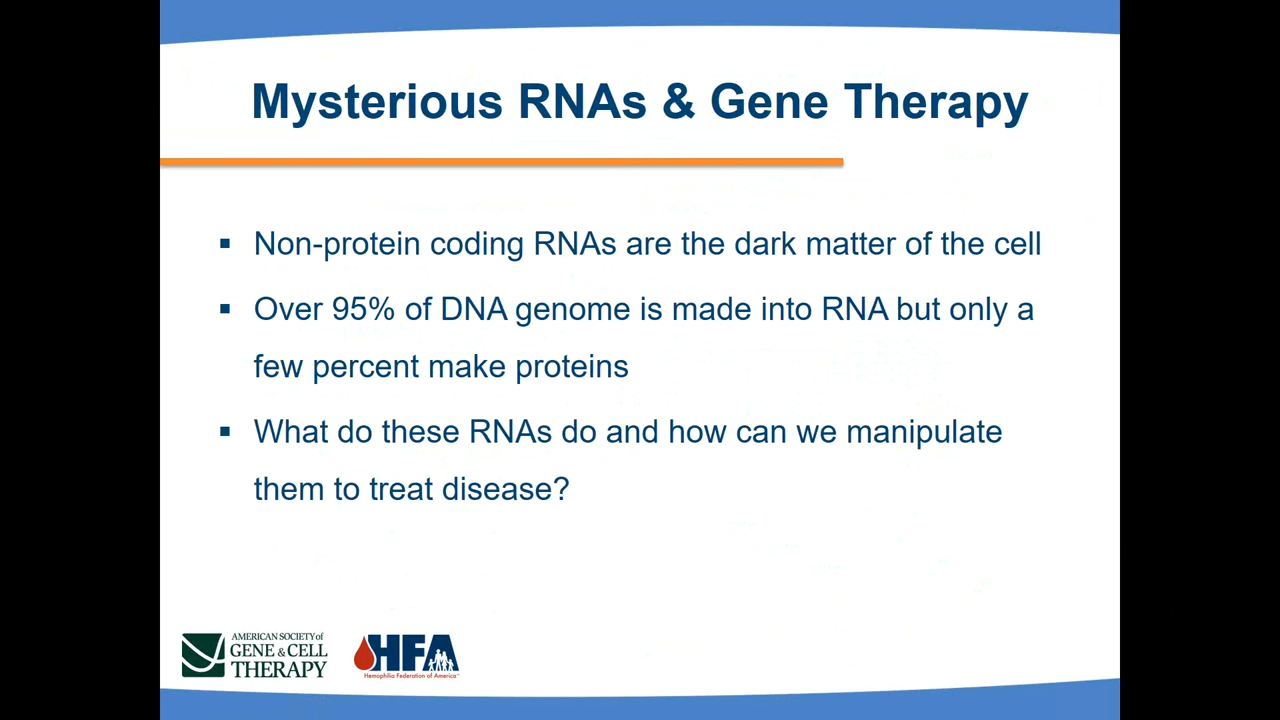 Mysterious RNAs & Gene Therapy
▪ Non-protein coding RNAs are the dark matter of the cell
▪ Over 95% of DNA genome is made into RNA but only a
few percent make proteins
▪ What do these RNAs do and how can we manipulate
them to treat disease?
AMERICAN SOCIETY of
GENE & CELL
THERAPY
HFA
Hemophilia Federation of America™